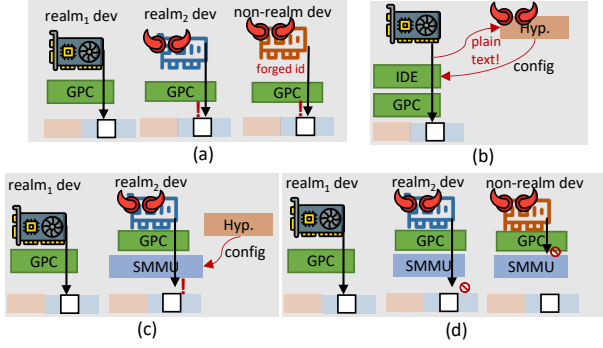 realm₁ dev
realm₂ dev
non-realm dev
forged id
GPC
GPC
GPC
!
!
(a)
Hyp.
plain
text!
config
IDE
GPC
(b)
realm₁ dev
realm₂ dev
GPC
GPC
Hyp.
config
SMMU
!
(c)
realm₁ dev
realm₂ dev
non-realm dev
GPC
GPC
GPC
SMMU
SMMU
(d)